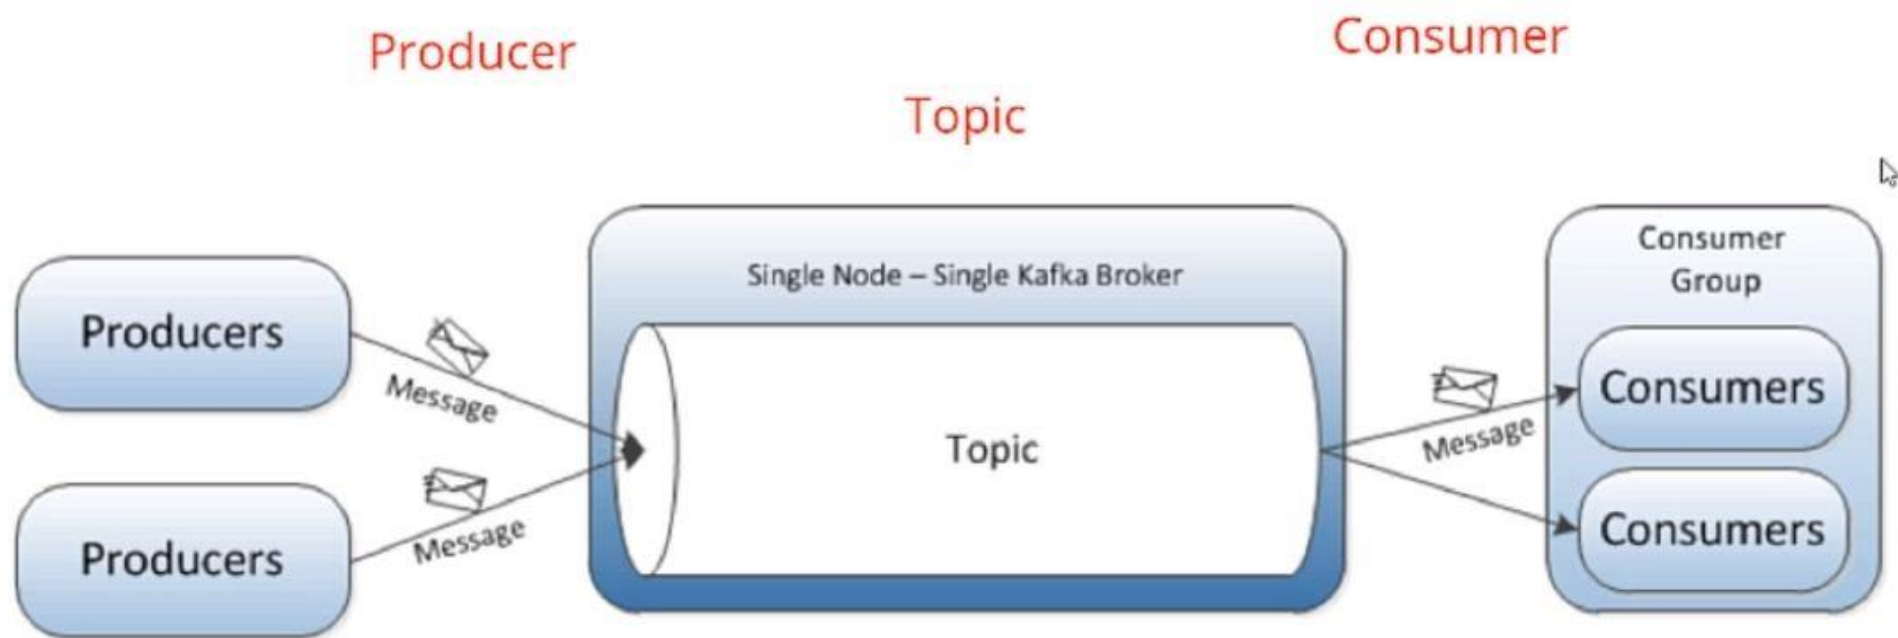 Producer
Consumer
Topic
Single Node – Single Kafka Broker
Consumer
Group
Producers
Message
Topic
Message
Consumers
Message
Producers
Consumers